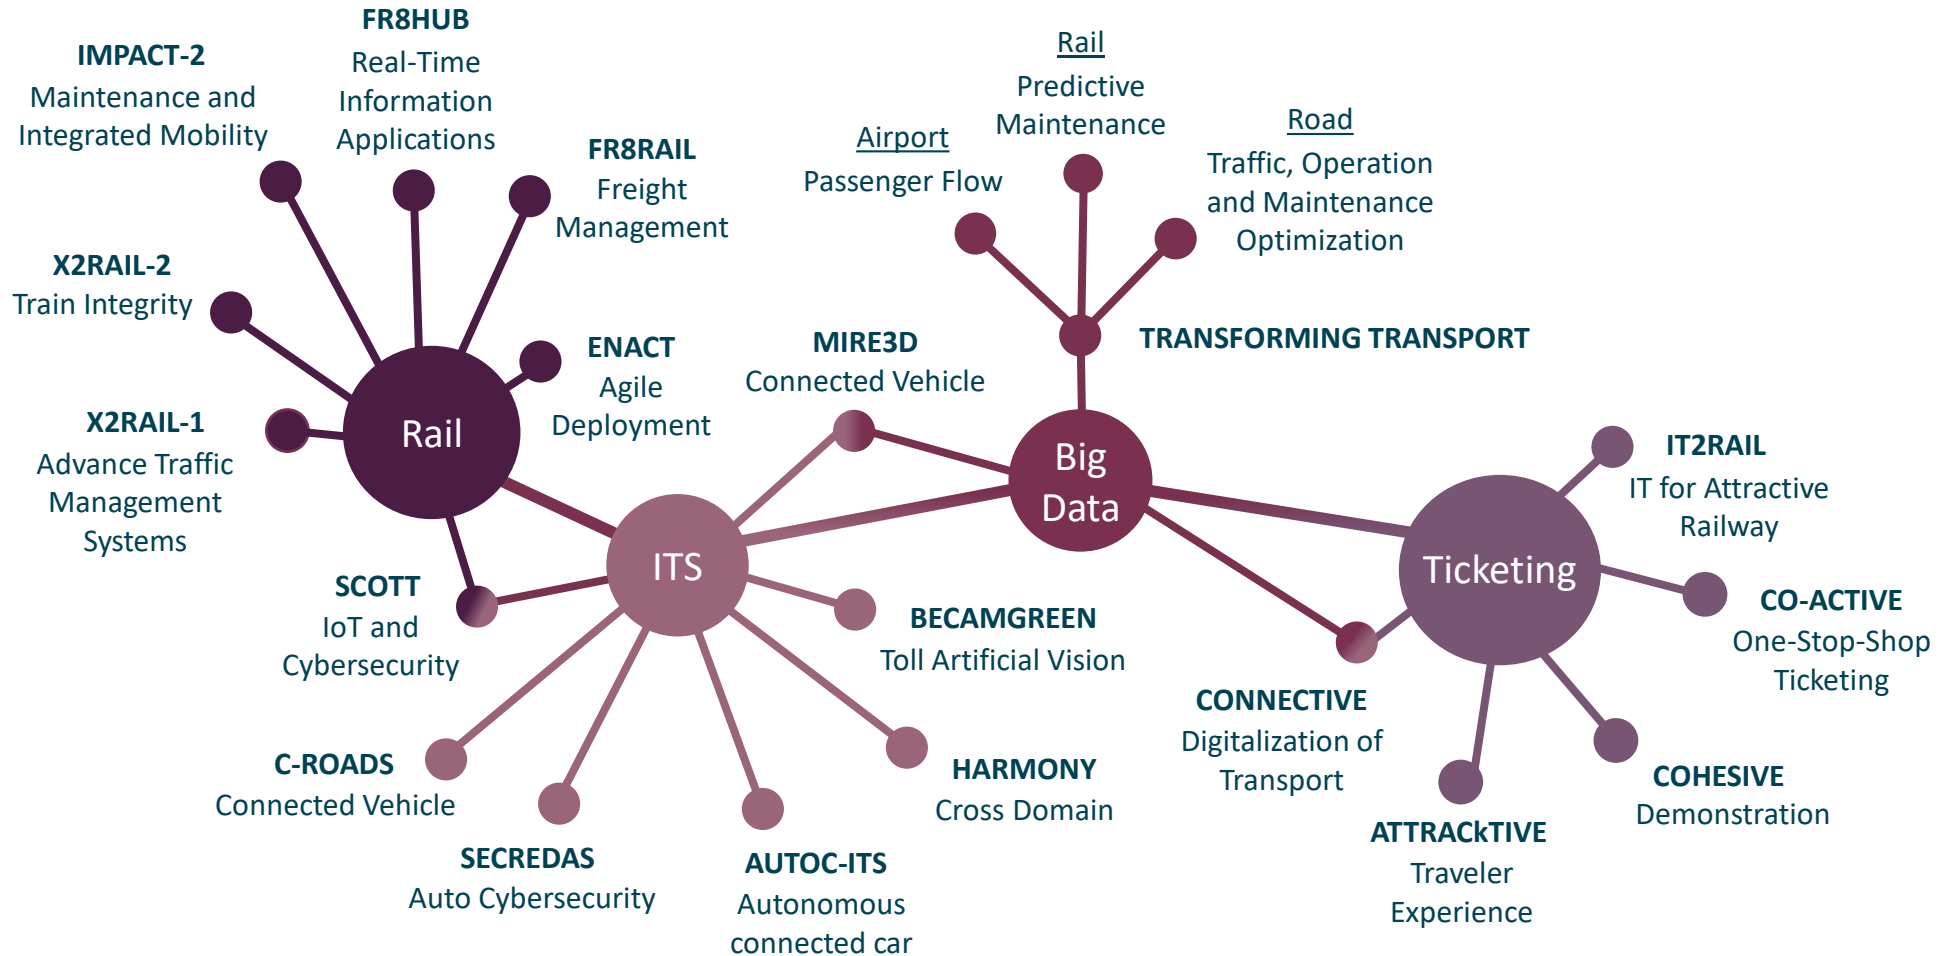 FR8HUB
Real-Time
Information
Applications
IMPACT-2
Maintenance and
Integrated Mobility
FR8RAIL
Freight
Management
X2RAIL-2
Train Integrity
ENACT
Agile
Deployment
X2RAIL-1
Advance Traffic
Management
Systems
Rail
SCOTT
IoT and
Cybersecurity
Rail
Predictive
Maintenance
Airport
Passenger Flow
Road
Traffic, Operation
and Maintenance
Optimization
TRANSFORMING TRANSPORT
MIRE3D
Connected Vehicle
Big
Data
ITS
BECAMGREEN
Toll Artificial Vision
HARMONY
Cross Domain
C-ROADS
Connected Vehicle
SECREDAS
Auto Cybersecurity
AUTOC-ITS
Autonomous
connected car
Ticketing
IT2RAIL
IT for Attractive
Railway
CO-ACTIVE
One-Stop-Shop
Ticketing
CONNECTIVE
Digitalization of
Transport
COHESIVE
Demonstration
ATTRACkTIVE
Traveler
Experience